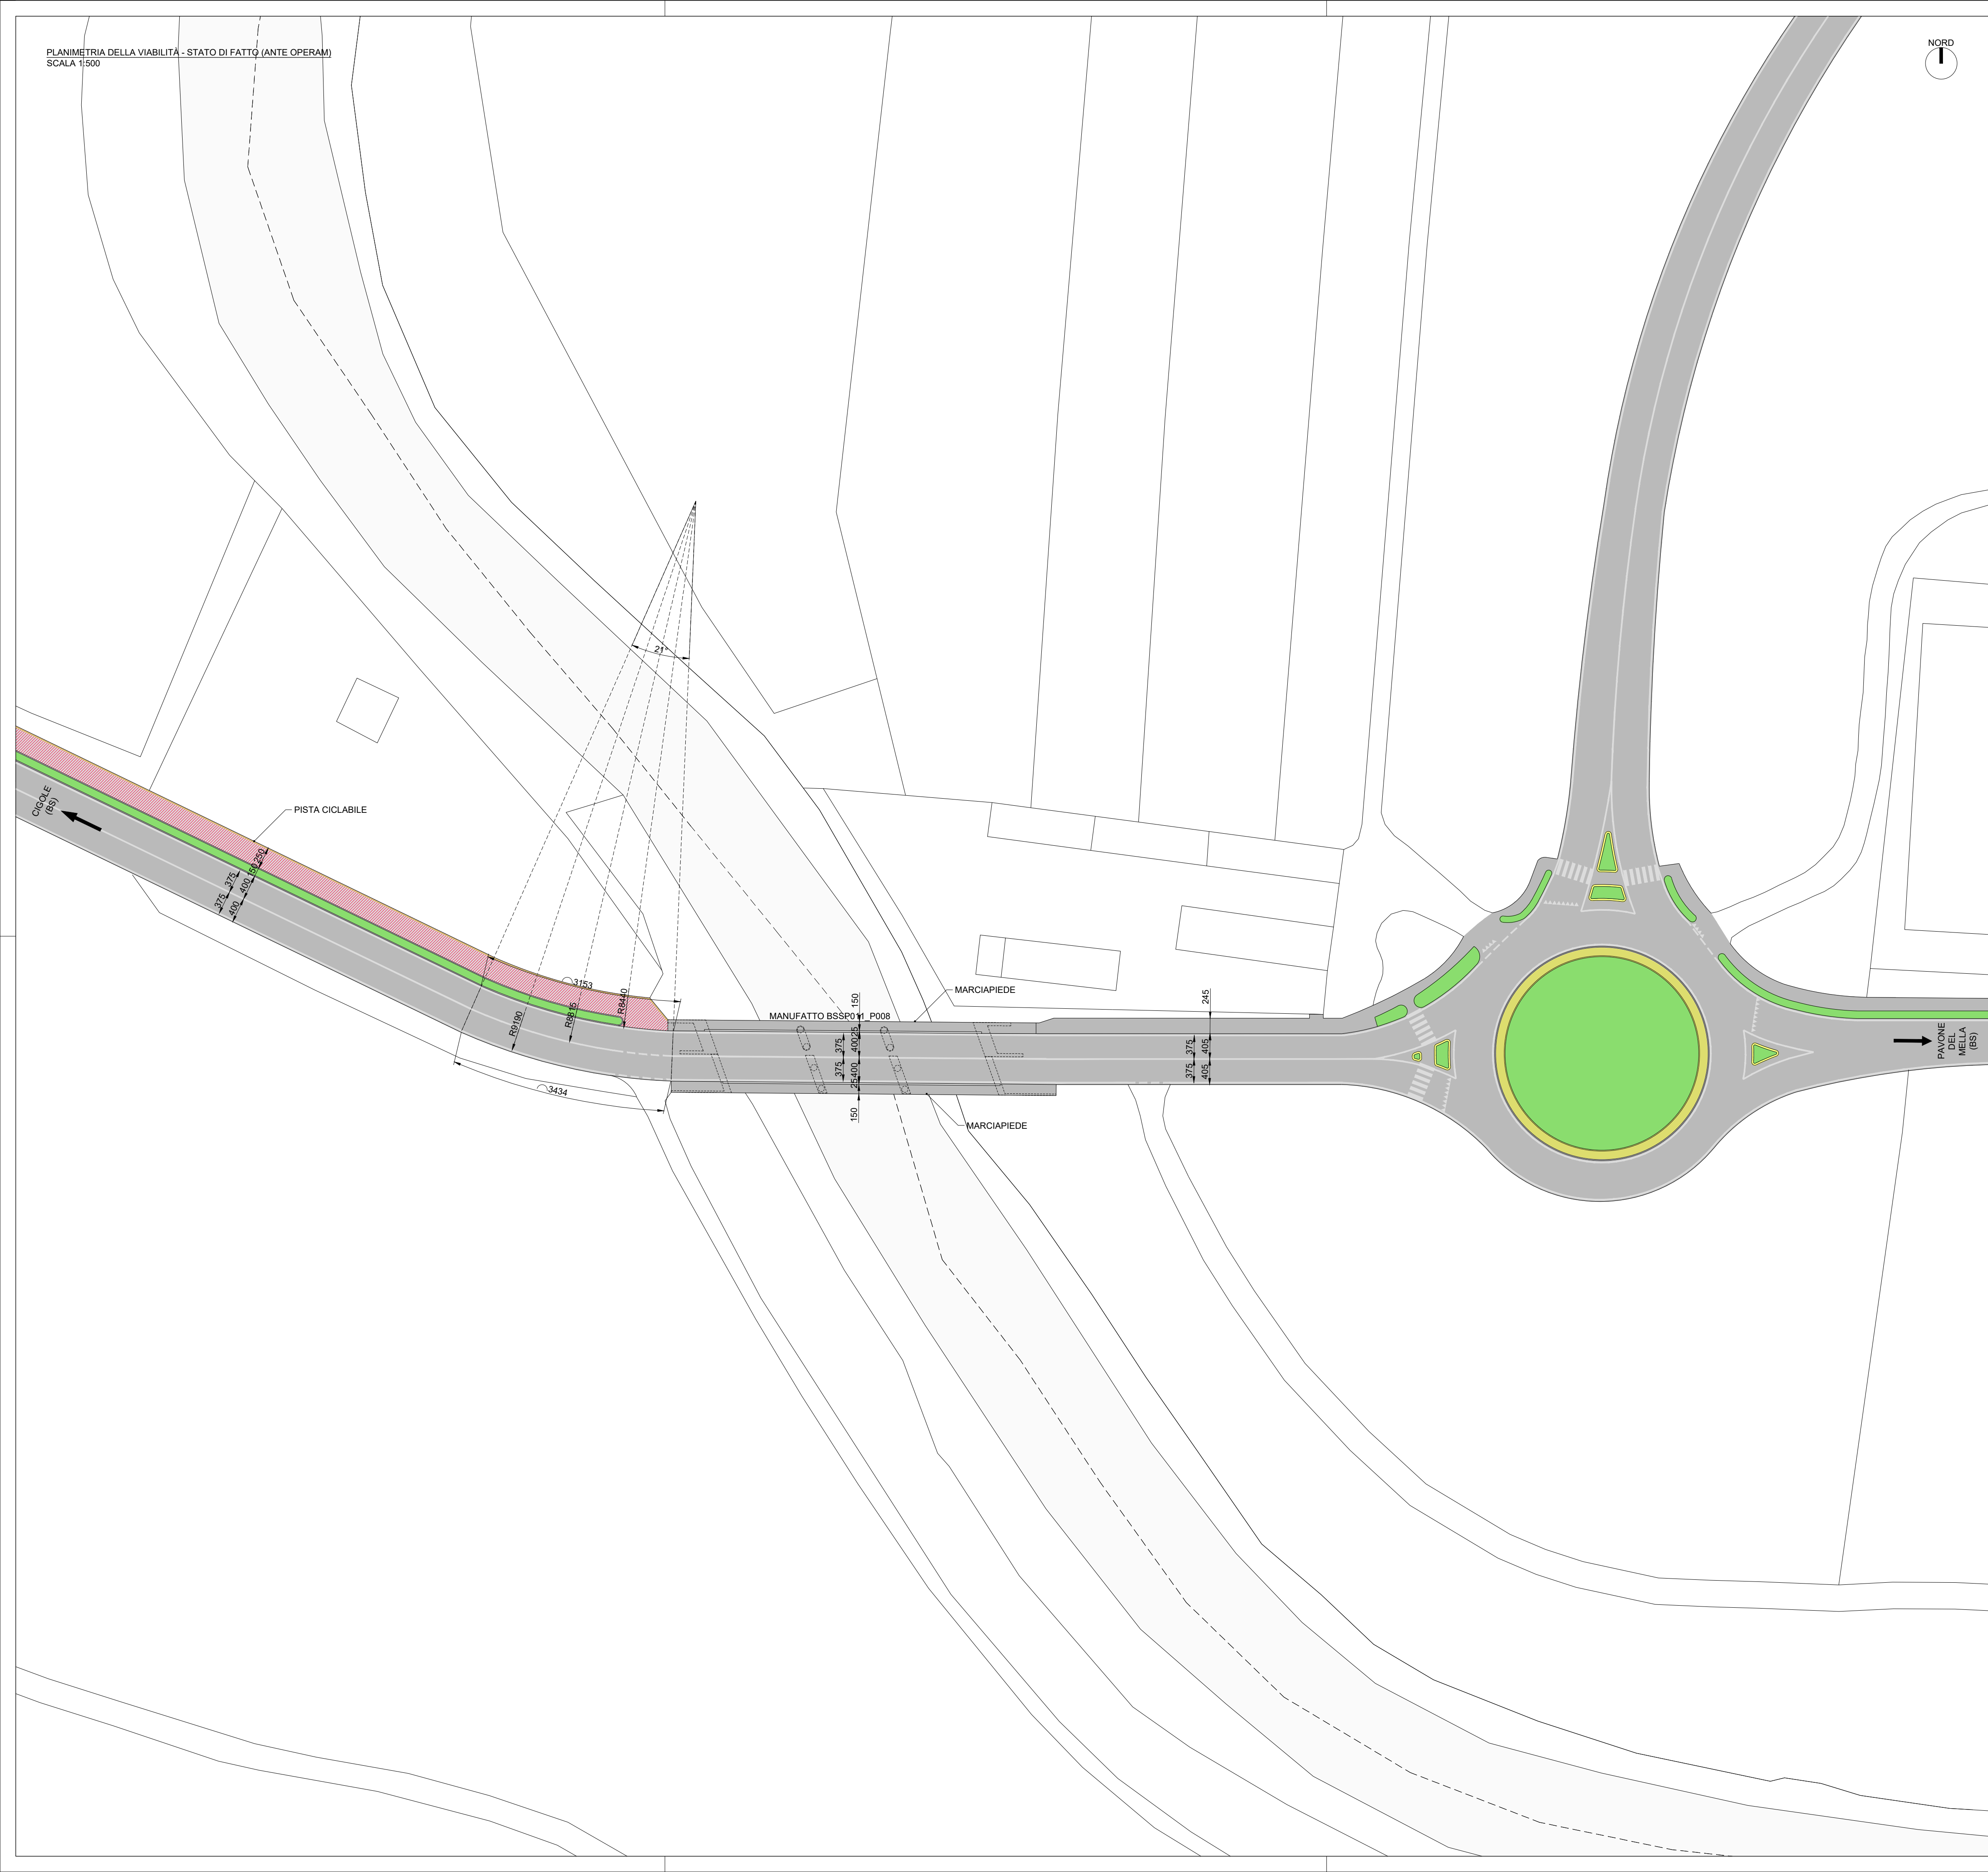 PLANIMETRIA DELLA VIABILITÀ - STATO DI FATTO (ANTE OPERAM)
SCALA 1:500
NORD
21°
CIGOLE
(BS)
PISTA CICLABILE
250
150
375
400
375
400
3153
R9190
R8815
R8440
3434
MARCIAPIEDE
MANUFATTO BSSP011_P008
150
25
400
375
400
375
25
150
MARCIAPIEDE
245
375
405
375
405
PAVONE
DEL
MELLA
(BS)